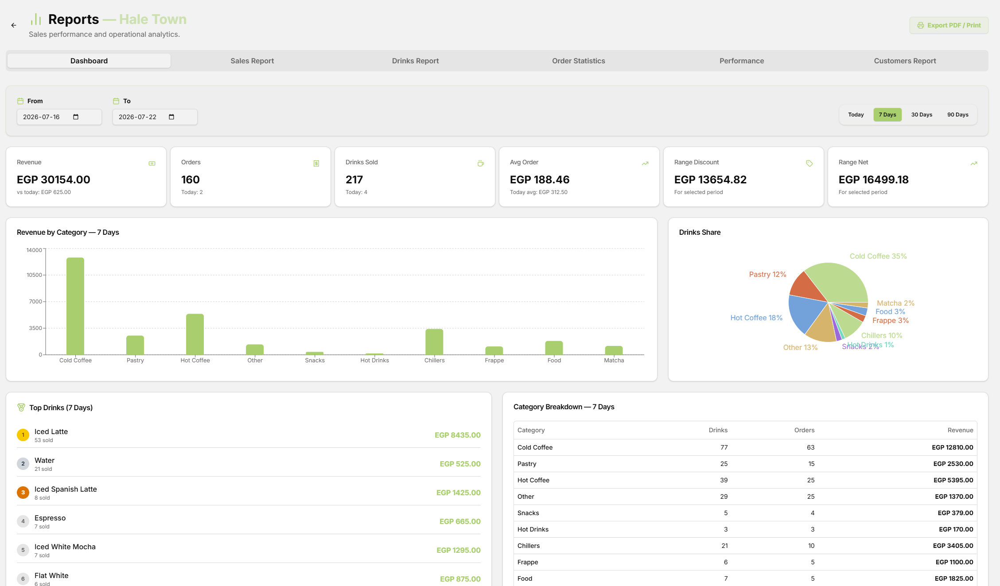 Reports — Hale Town
Sales performance and operational analytics.
Export PDF / Print
Dashboard
Sales Report
Drinks Report
Order Statistics
Performance
Customers Report
From
To
2026-07-16
2026-07-22
Today
7 Days
30 Days
90 Days
Revenue
EGP 30154.00
vs today: EGP 625.00
Orders
160
Today: 2
Drinks Sold
217
Today: 4
Avg Order
EGP 188.46
Today avg: EGP 312.50
Range Discount
EGP 13654.82
For selected period
Range Net
EGP 16499.18
For selected period
Revenue by Category — 7 Days
14000
10500
7000
3500
0
Cold Coffee
Pastry
Hot Coffee
Other
Snacks
Hot Drinks
Chillers
Frappe
Food
Matcha
Drinks Share
Cold Coffee 35%
Pastry 12%
Hot Coffee 18%
Other 13%
Snacks 2%
Hot Drinks 1%
Chillers 10%
Frappe 3%
Food 3%
Matcha 2%
Top Drinks (7 Days)
1
Iced Latte
53 sold
EGP 8435.00
2
Water
21 sold
EGP 525.00
3
Iced Spanish Latte
8 sold
EGP 1425.00
4
Espresso
7 sold
EGP 665.00
5
Iced White Mocha
7 sold
EGP 1295.00
6
Flat White
6 sold
EGP 875.00
Category Breakdown — 7 Days
Category Drinks Orders Revenue
Cold Coffee 77 63 EGP 12810.00
Pastry 25 15 EGP 2530.00
Hot Coffee 39 25 EGP 5395.00
Other 29 25 EGP 1370.00
Snacks 5 4 EGP 379.00
Hot Drinks 3 3 EGP 170.00
Chillers 21 10 EGP 3405.00
Frappe 6 5 EGP 1100.00
Food 7 5 EGP 1825.00